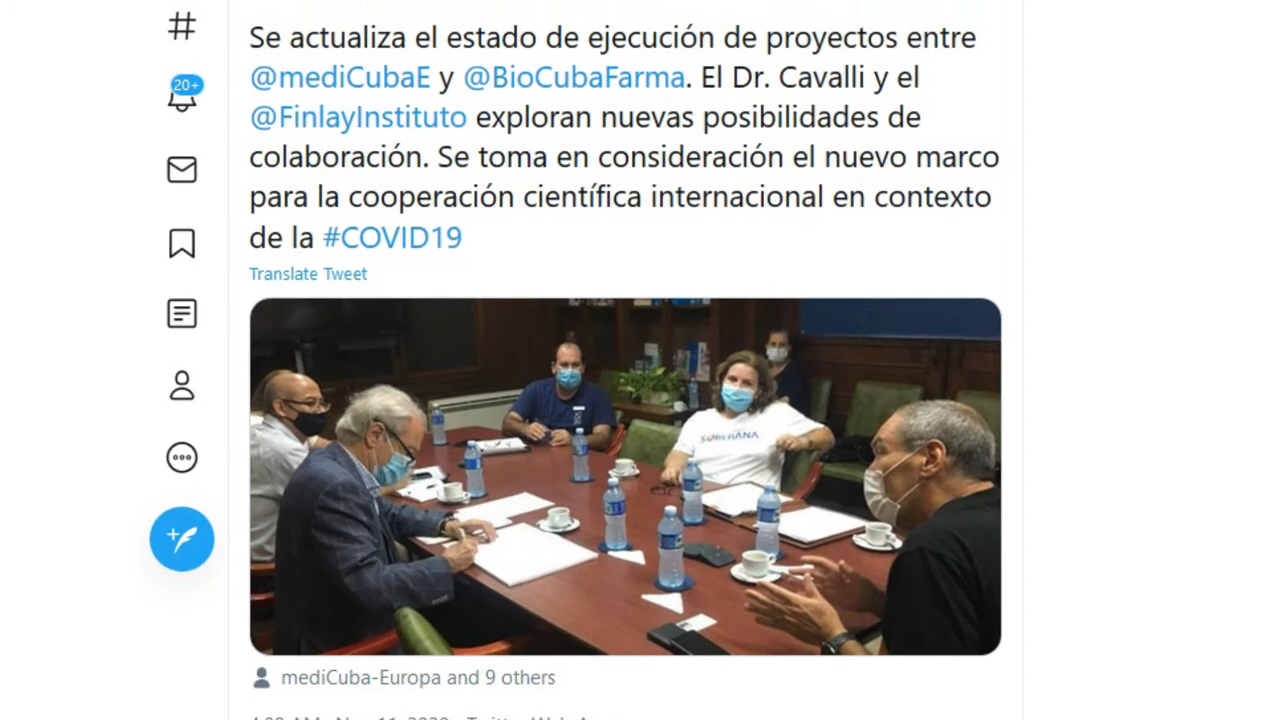 #
20+
Se actualiza el estado de ejecución de proyectos entre
@mediCubaE y @BioCubaFarma. El Dr. Cavalli y el
@FinlayInstituto exploran nuevas posibilidades de
colaboración. Se toma en consideración el nuevo marco
para la cooperación científica internacional en contexto
de la #COVID19
Translate Tweet
SOBERANA
mediCuba-Europa and 9 others